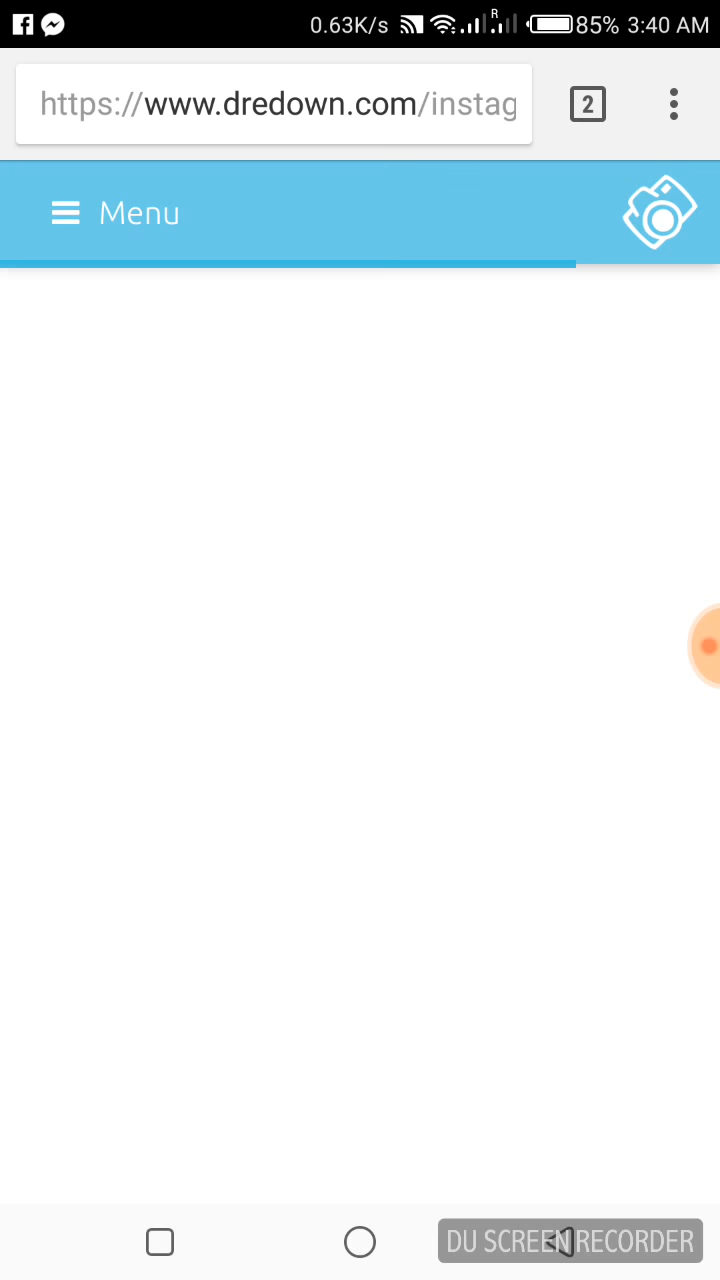 0.63K/s R 85% 3:40 AM
https://www.dredown.com/instag
2
Menu
DU SCREEN RECORDER